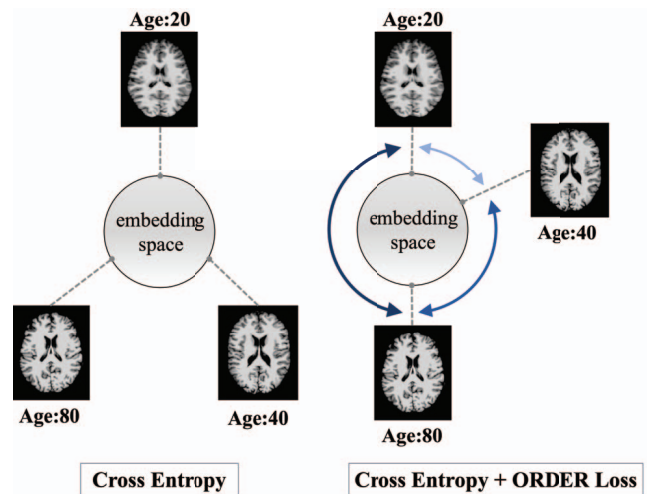 Age:20
embedding
space
Age:80
Age:40
Cross Entropy
Age:20
Age:40
embedding
space
Age:80
Cross Entropy + ORDER Loss